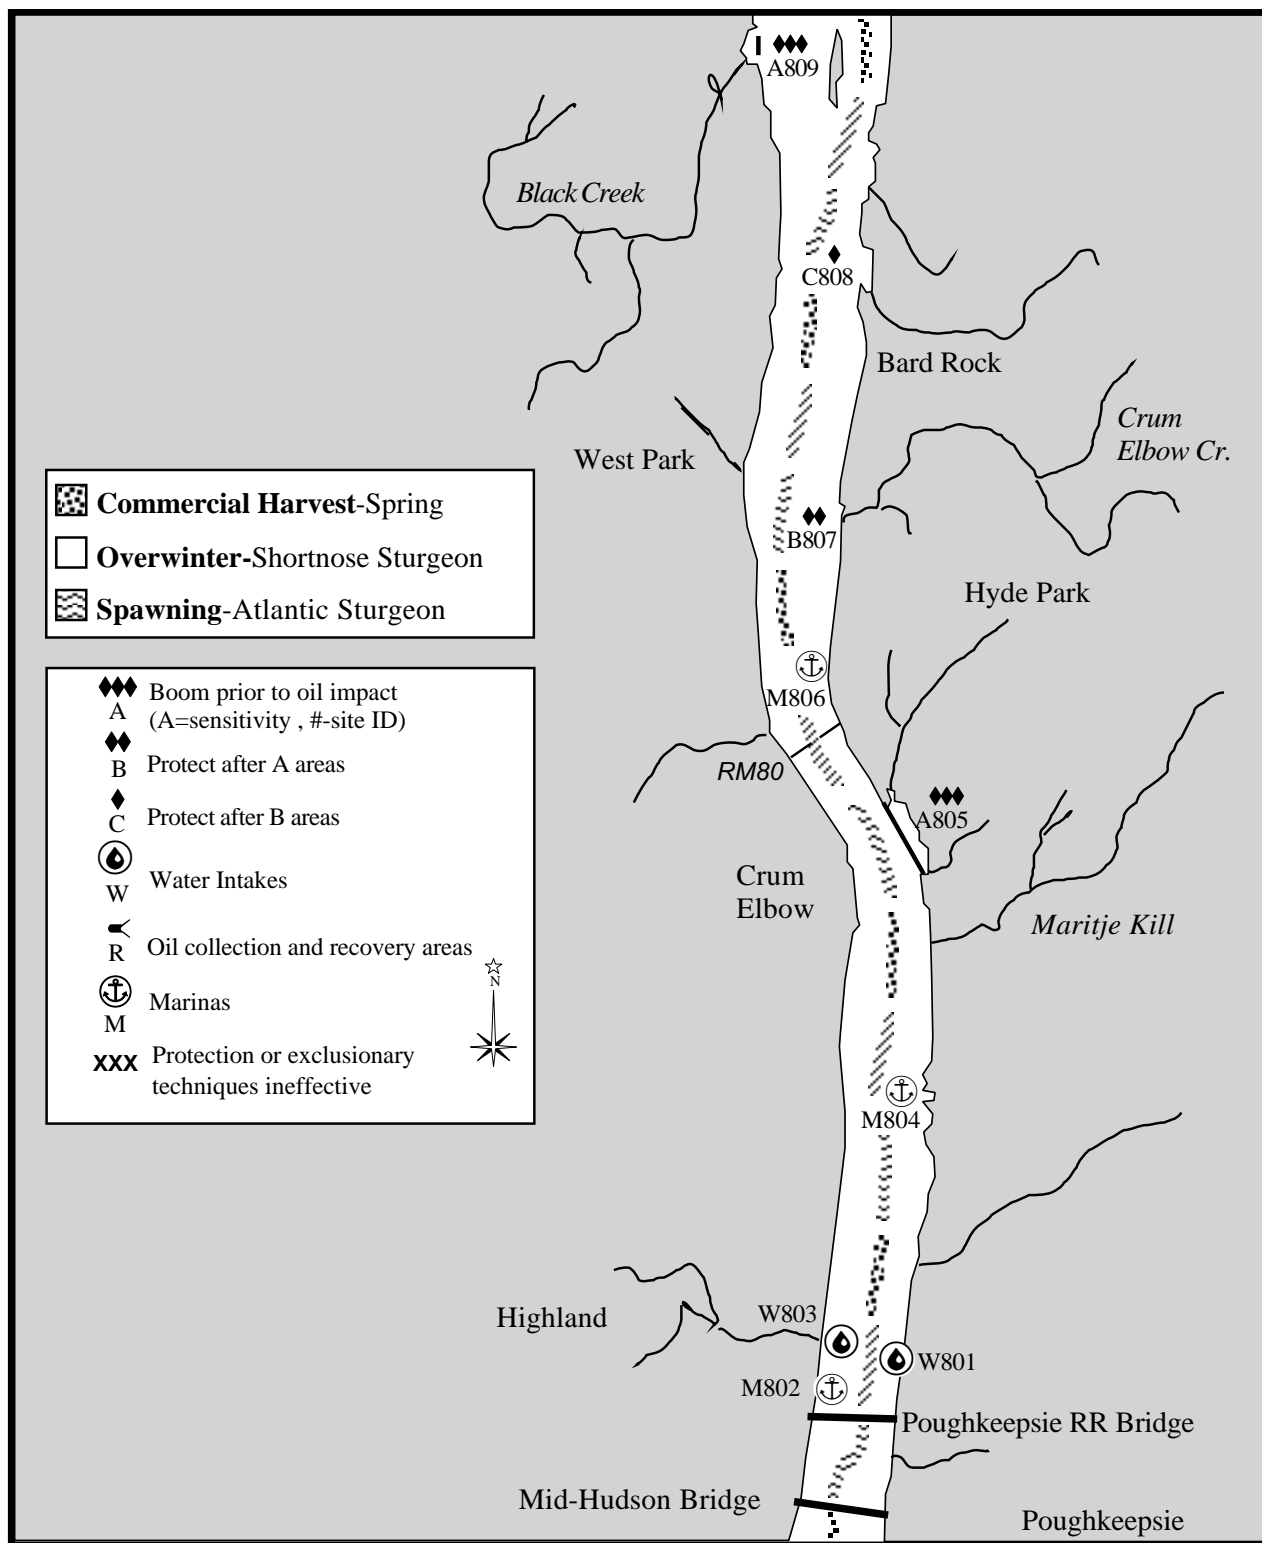 A809
Black Creek
C808
Bard Rock
Crum
Elbow Cr.
West Park
Commercial Harvest-Spring
Overwinter-Shortnose Sturgeon
Spawning-Atlantic Sturgeon
B807
Hyde Park
M806
RM80
A805
Crum
Elbow
Maritje Kill
A
Boom prior to oil impact
(A=sensitivity , #-site ID)
B
Protect after A areas
C
Protect after B areas
W
Water Intakes
R
Oil collection and recovery areas
N
M
Marinas
XXX
Protection or exclusionary
techniques ineffective
M804
Highland
W803
W801
M802
Poughkeepsie RR Bridge
Mid-Hudson Bridge
Poughkeepsie